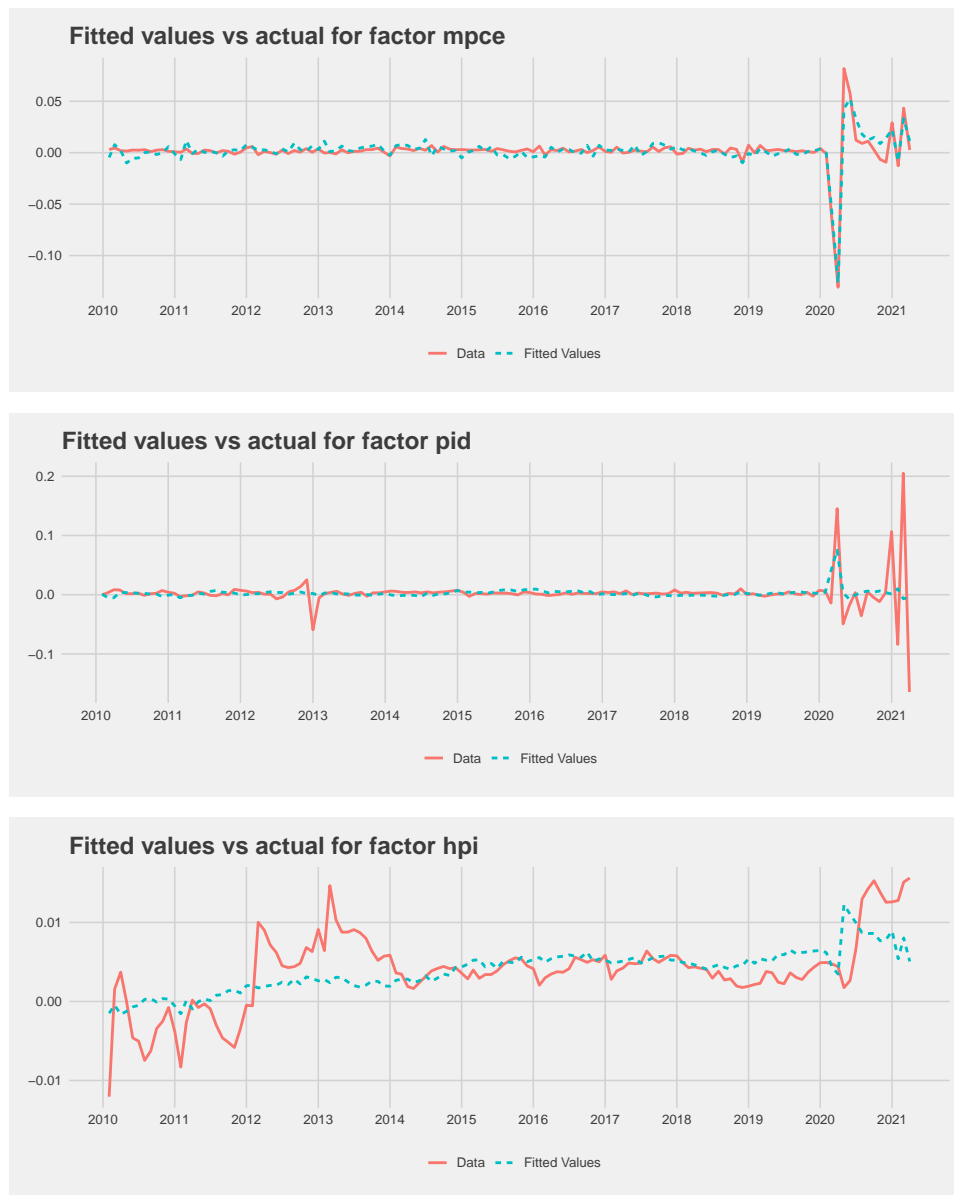 Fitted values vs actual for factor mpce
0.05
0.00
−0.05
−0.10
2010 2011 2012 2013 2014 2015 2016 2017 2018 2019 2020 2021
Data Fitted Values
Fitted values vs actual for factor pid
0.2
0.1
0.0
−0.1
2010 2011 2012 2013 2014 2015 2016 2017 2018 2019 2020 2021
Data Fitted Values
Fitted values vs actual for factor hpi
0.01
0.00
−0.01
2010 2011 2012 2013 2014 2015 2016 2017 2018 2019 2020 2021
Data Fitted Values